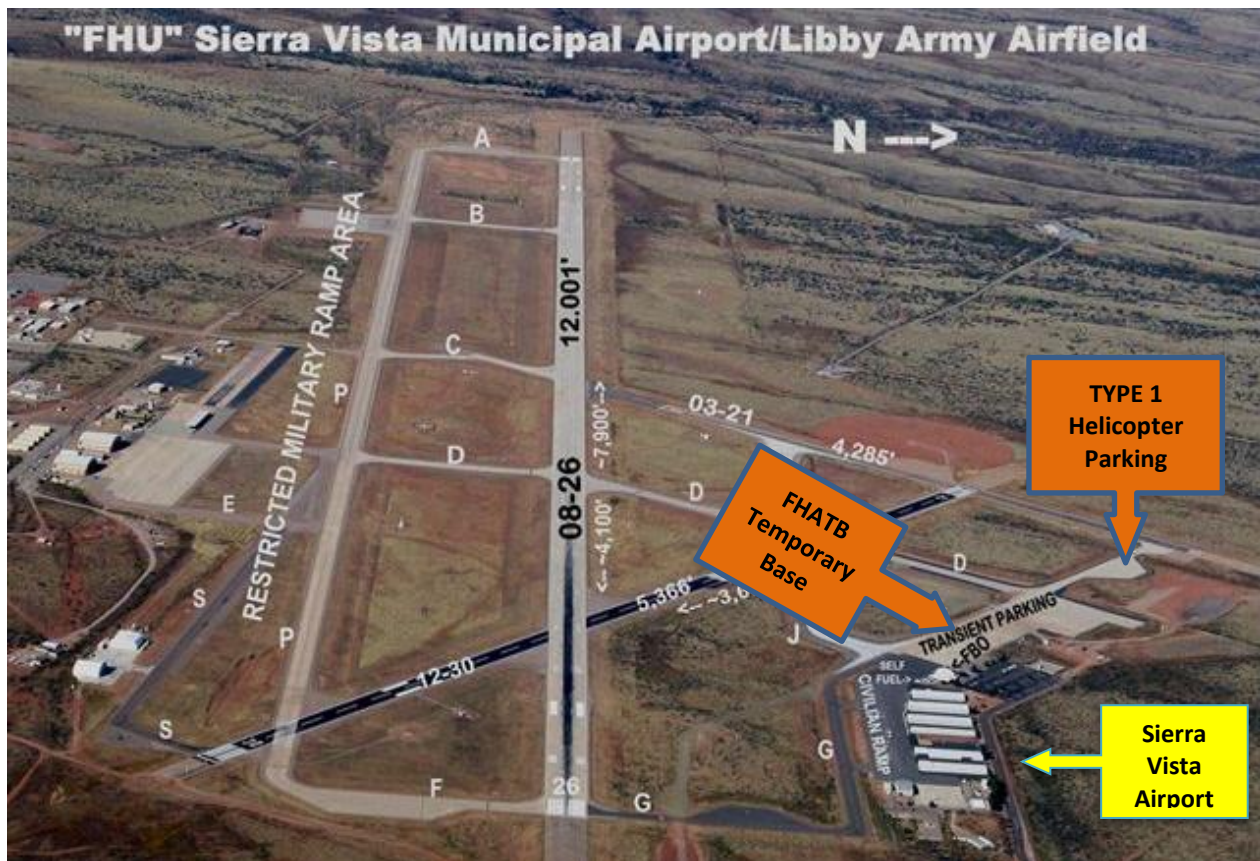 "FHU" Sierra Vista Municipal Airport/Libby Army Airfield
N --->
A
B
RESTRICTED MILITARY RAMP AREA
12.001'
C
P
~7,900'-->
03-21
4,285'
TYPE 1
Helicopter
Parking
D
D
08-26
<-- ~4,100'
FHATB
Temporary
Base
E
D
S
5,366'
<-- ~3,6
P
J
TRANSIENT PARKING
<-FBO
12-30
SELF
FUEL->
CIVILIAN RAMP
S
G
Sierra
Vista
Airport
F
26
G